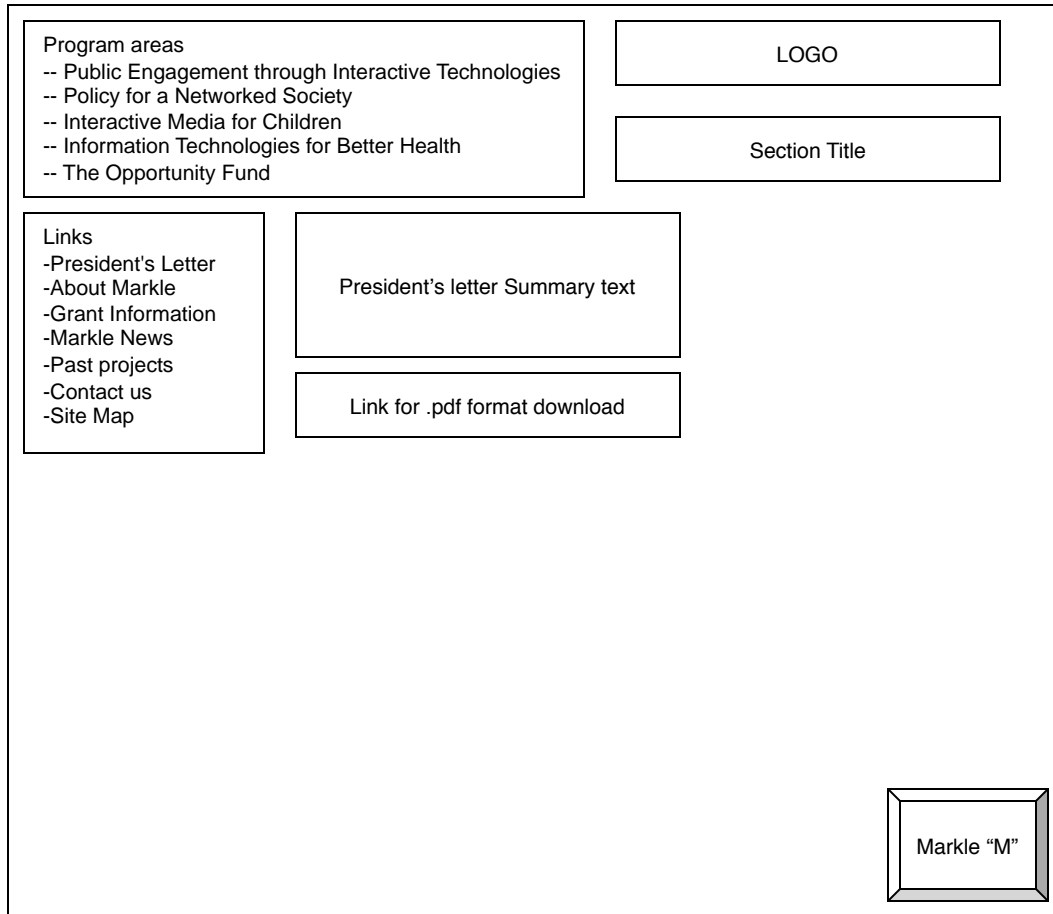 Program areas
-- Public Engagement through Interactive Technologies
-- Policy for a Networked Society
-- Interactive Media for Children
-- Information Technologies for Better Health
-- The Opportunity Fund
LOGO
Section Title
Links
-President's Letter
-About Markle
-Grant Information
-Markle News
-Past projects
-Contact us
-Site Map
President’s letter Summary text
Link for .pdf format download
Markle “M”